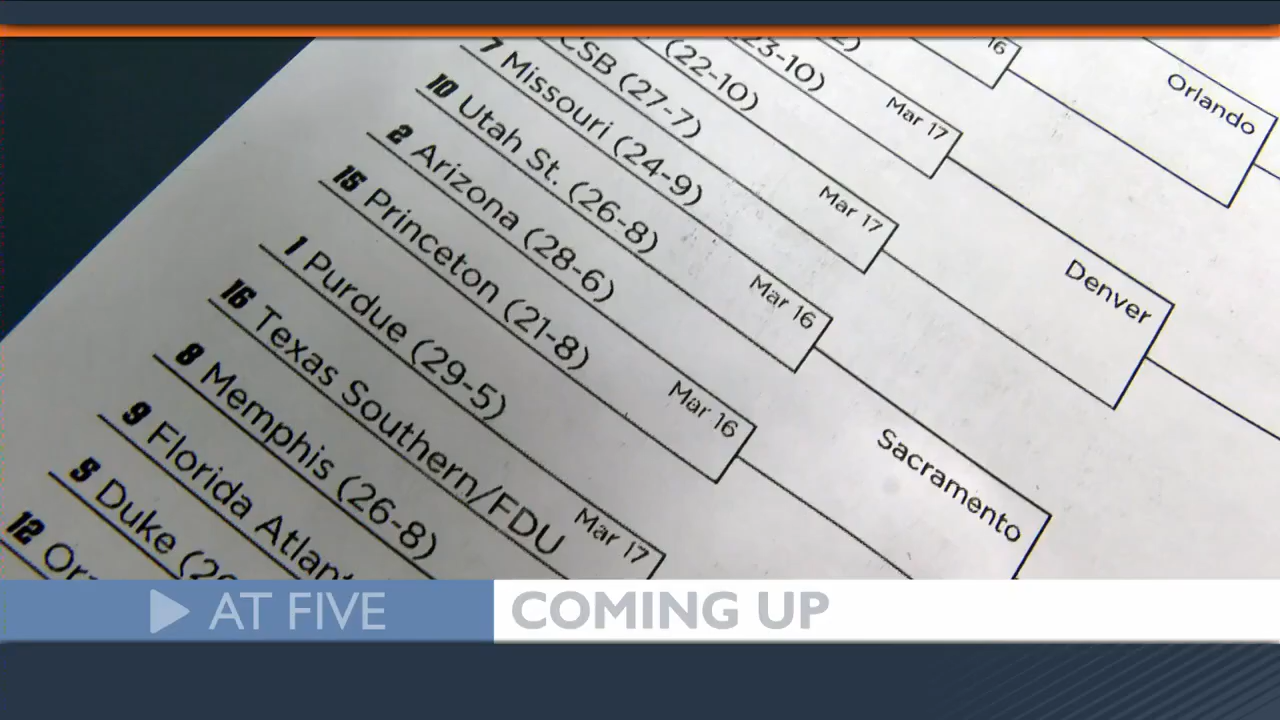 16
Orlando
(23-10)
Mar 17
(22-10)
CSB (27-7)
7 Missouri (24-9)
Mar 17
10 Utah St. (26-8)
Denver
2 Arizona (28-6)
Mar 16
15 Princeton (21-8)
Mar 16
Sacramento
1 Purdue (29-5)
16 Texas Southern/FDU
Mar 17
8 Memphis (26-8)
9 Florida Atlant
5 Duke
12
AT FIVE
COMING UP